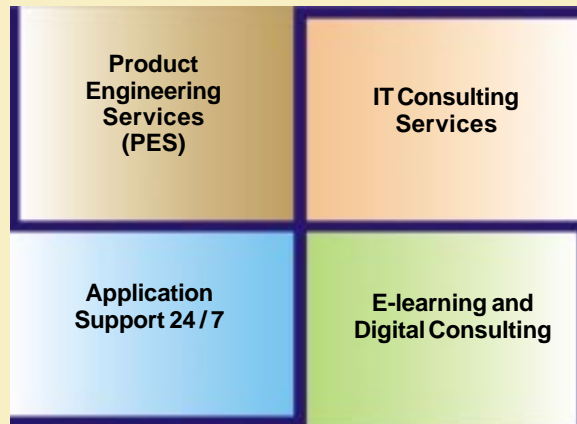 Product
Engineering
Services
(PES)
IT Consulting
Services
Application
Support 24 / 7
E-learning and
Digital Consulting